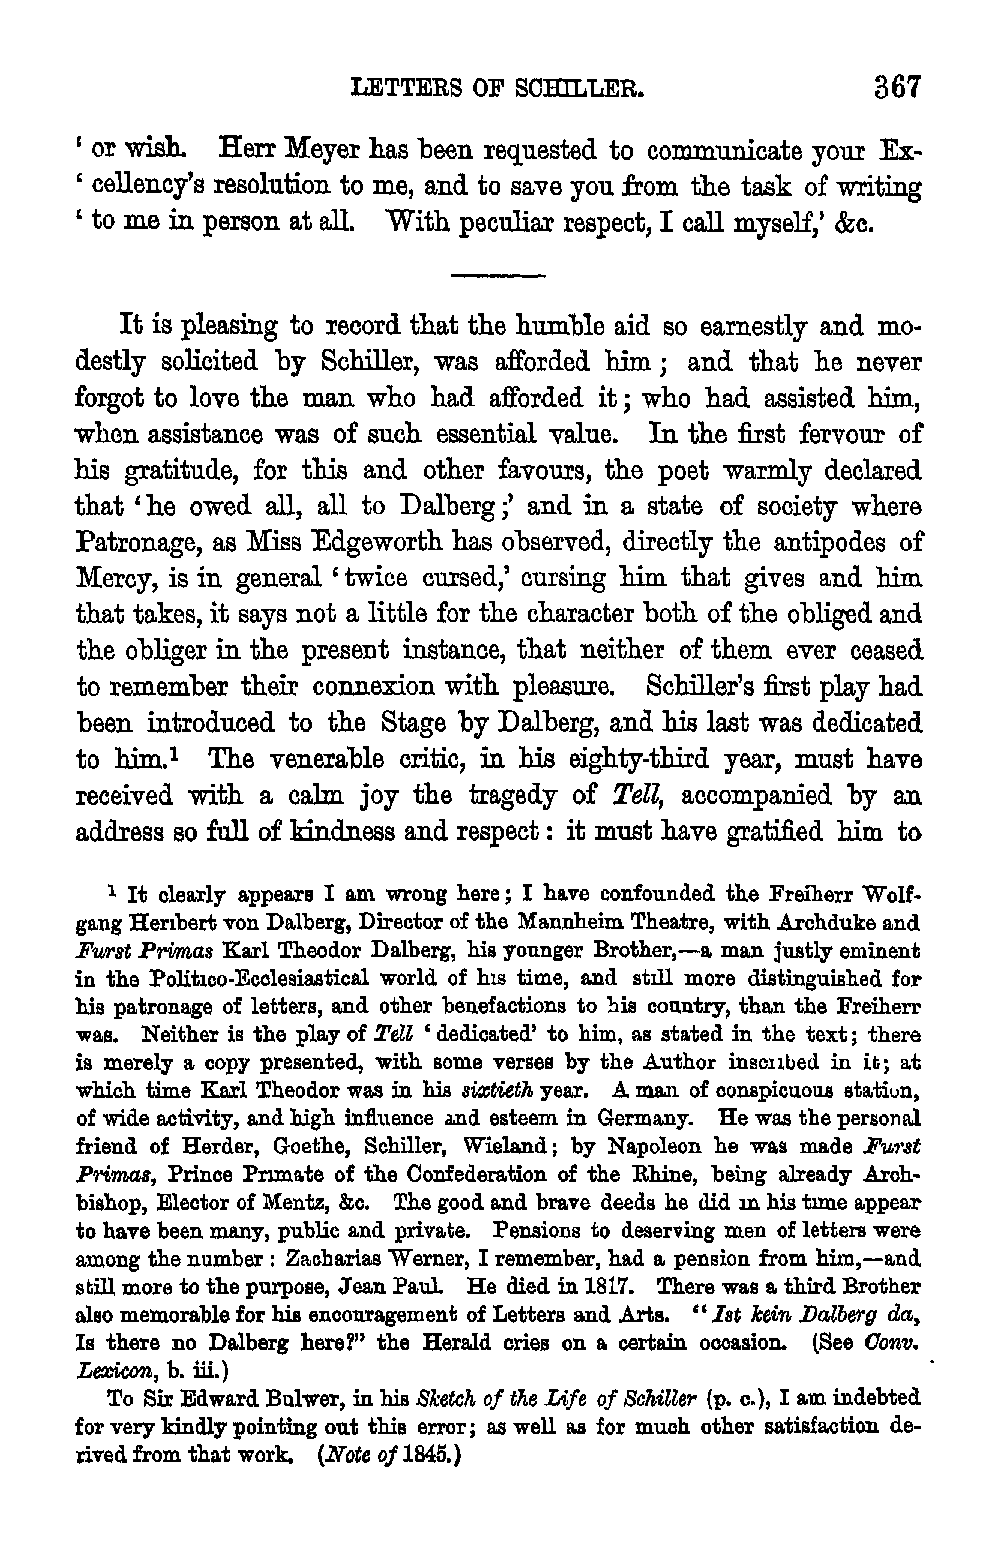 LETTERS OF SCHILLER. 367
‘ or wish. Herr Meyer has been requested to communicate your Ex-
‘ cellency’s resolution to me, and to save you from the task of writing
‘ to me in person at all. With peculiar respect, I call myself,’ &c.
It is pleasing to record that the humble aid so earnestly and mo-
destly solicited by Schiller, was afforded him ; and that he never
forgot to love the man who had afforded it ; who had assisted him,
when assistance was of such essential value. In the first fervour of
his gratitude, for this and other favours, the poet warmly declared
that ‘ he owed all, all to Dalberg ;’ and in a state of society where
Patronage, as Miss Edgeworth has observed, directly the antipodes of
Mercy, is in general ‘ twice cursed,’ cursing him that gives and him
that takes, it says not a little for the character both of the obliged and
the obliger in the present instance, that neither of them ever ceased
to remember their connexion with pleasure. Schiller’s first play had
been introduced to the Stage by Dalberg, and his last was dedicated
to him.¹ The venerable critic, in his eighty-third year, must have
received with a calm joy the tragedy of Tell, accompanied by an
address so full of kindness and respect : it must have gratified him to
¹ It clearly appears I am wrong here ; I have confounded the Freiherr Wolf-
gang Heribert von Dalberg, Director of the Mannheim Theatre, with Archduke and
Furst Primas Karl Theodor Dalberg, his younger Brother,—a man justly eminent
in the Politico-Ecclesiastical world of his time, and still more distinguished for
his patronage of letters, and other benefactions to his country, than the Freiherr
was. Neither is the play of Tell ‘ dedicated’ to him, as stated in the text ; there
is merely a copy presented, with some verses by the Author inscribed in it ; at
which time Karl Theodor was in his sixtieth year. A man of conspicuous station,
of wide activity, and high influence and esteem in Germany. He was the personal
friend of Herder, Goethe, Schiller, Wieland ; by Napoleon he was made Furst
Primas, Prince Primate of the Confederation of the Rhine, being already Arch-
bishop, Elector of Mentz, &c. The good and brave deeds he did in his time appear
to have been many, public and private. Pensions to deserving men of letters were
among the number : Zacharias Werner, I remember, had a pension from him,—and
still more to the purpose, Jean Paul. He died in 1817. There was a third Brother
also memorable for his encouragement of Letters and Arts. “ Ist kein Dalberg da,
Is there no Dalberg here?” the Herald cries on a certain occasion. (See Conv.
Lexicon, b. iii.)
To Sir Edward Bulwer, in his Sketch of the Life of Schiller (p. c.), I am indebted
for very kindly pointing out this error ; as well as for much other satisfaction de-
rived from that work. (Note of 1845.)